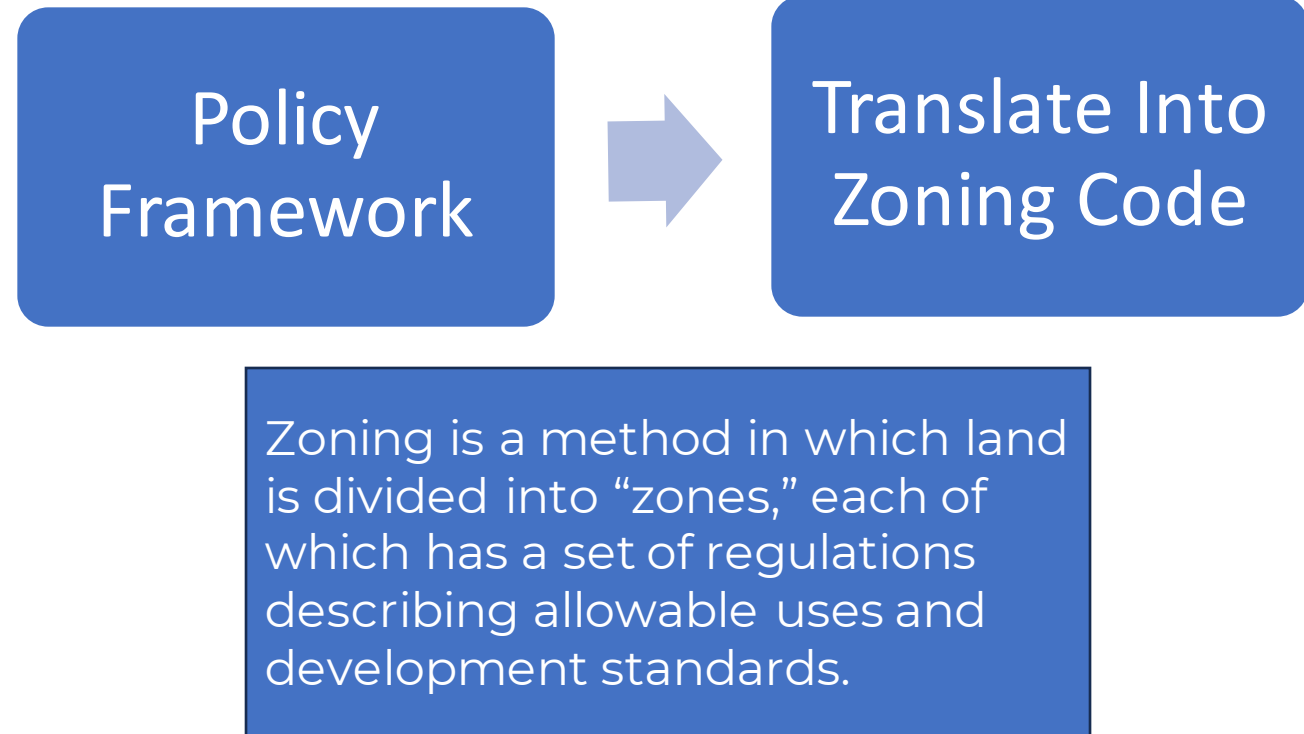 Policy
Framework
Translate Into
Zoning Code
Zoning is a method in which land
is divided into “zones,” each of
which has a set of regulations
describing allowable uses and
development standards.